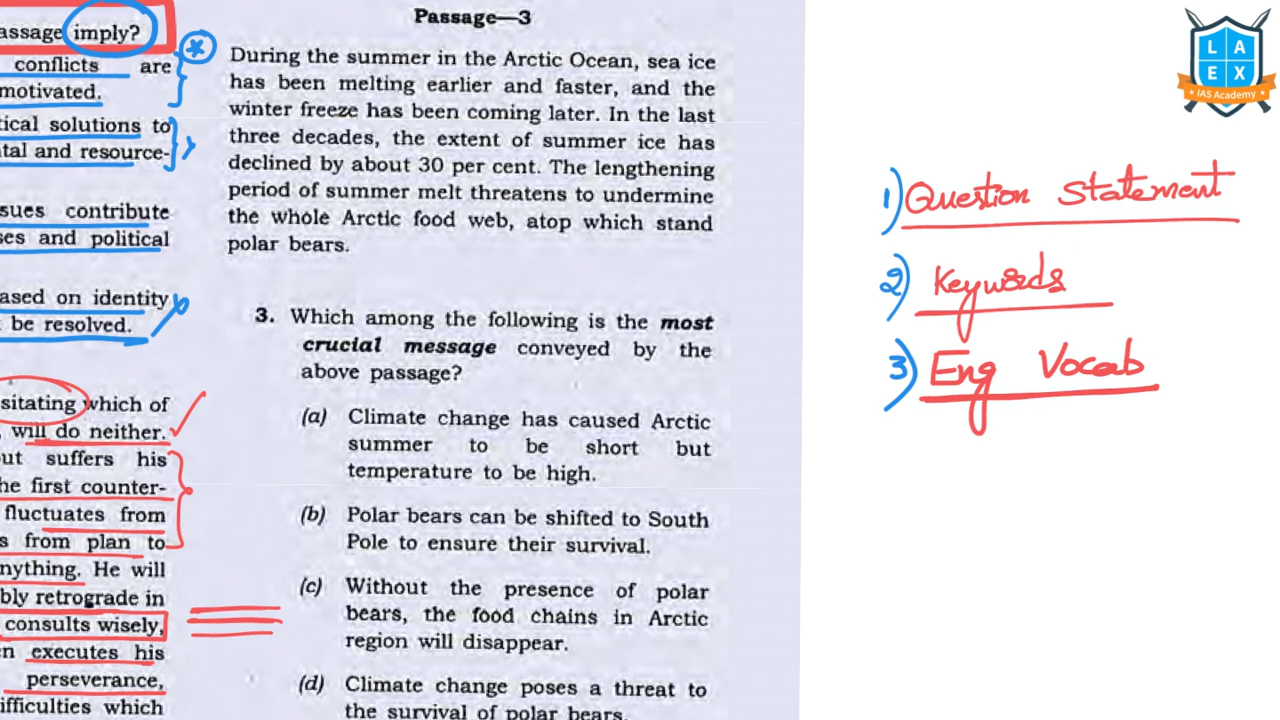 assage imply?
conflicts are
motivated.
tical solutions to
tal and resource-
sues contribute
ses and political
ased on identity
be resolved.
sitating which of
, will do neither.
out suffers his
he first counter-
fluctuates from
s from plan to
nything. He will
bly retrograde in
consults wisely,
n executes his
perseverance,
ifficulties which
Passage—3
During the summer in the Arctic Ocean, sea ice
has been melting earlier and faster, and the
winter freeze has been coming later. In the last
three decades, the extent of summer ice has
declined by about 30 per cent. The lengthening
period of summer melt threatens to undermine
the whole Arctic food web, atop which stand
polar bears.
3. Which among the following is the most
crucial message conveyed by the
above passage?
(a) Climate change has caused Arctic
summer to be short but
temperature to be high.
(b) Polar bears can be shifted to South
Pole to ensure their survival.
(c) Without the presence of polar
bears, the food chains in Arctic
region will disappear.
(d) Climate change poses a threat to
the survival of polar bears.
L A
E X
IAS Academy
1) Question Statement
2) Keywords
3) Eng Vocab